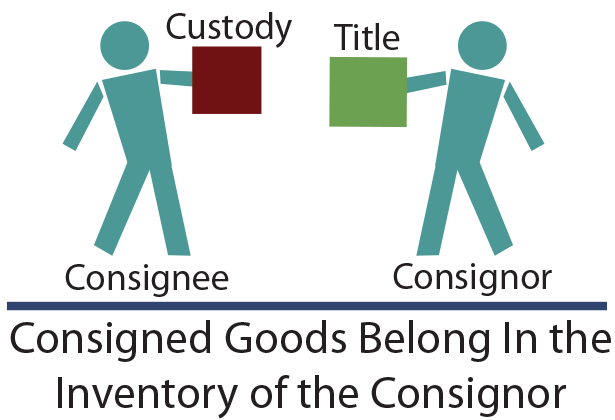 Custody
Title
Consignee
Consignor
Consigned Goods Belong In the
Inventory of the Consignor